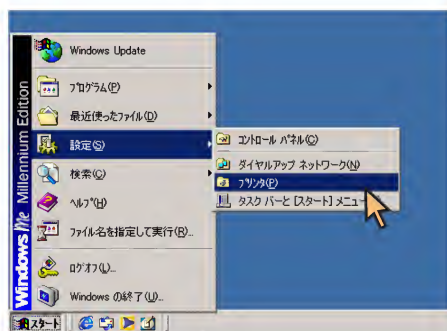 Windows Update
プログラム(P)
最近使ったファイル(D)
設定(S)
検索(C)
ヘルプ(H)
ファイル名を指定して実行(R)...
ログオフ(L)...
Windows の終了(U)...
コントロール パネル(C)
ダイヤルアップ ネットワーク(N)
プリンタ(P)
タスク バーと [スタート] メニュー
Windows Me Millennium Edition
スタート